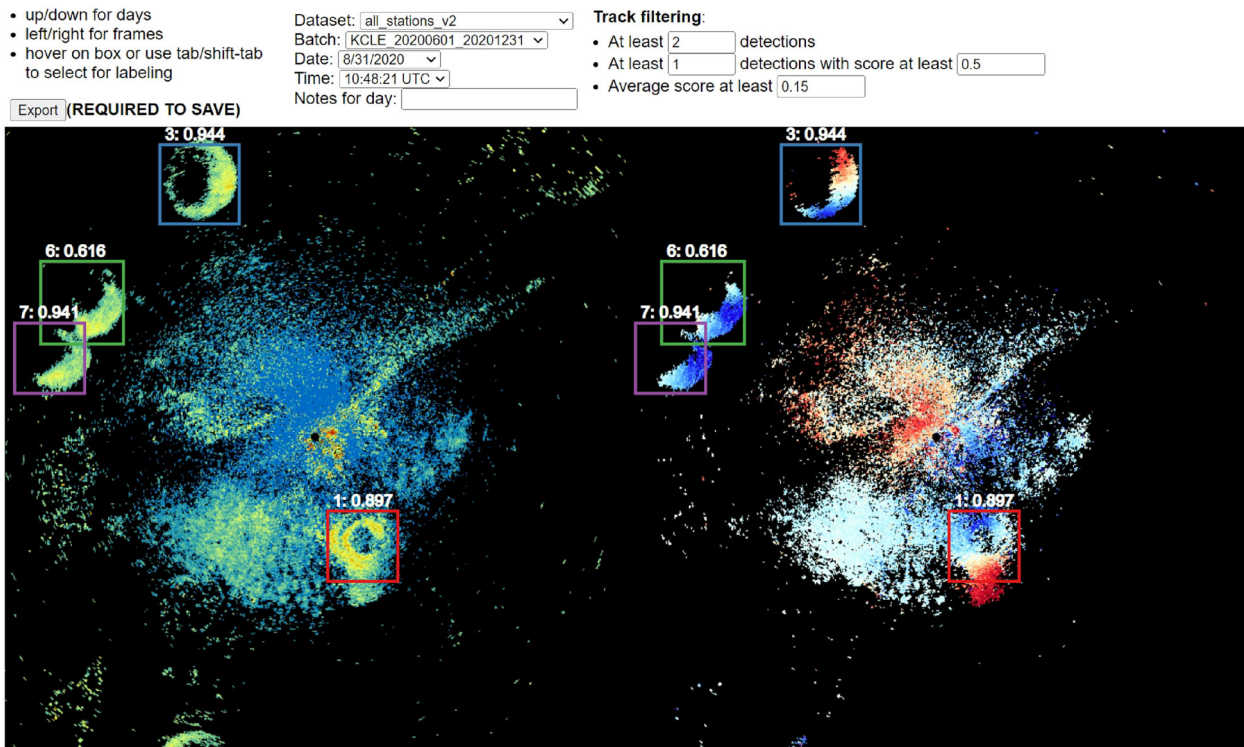 • up/down for days
• left/right for frames
• hover on box or use tab/shift-tab
to select for labeling
Export (REQUIRED TO SAVE)
Dataset: all_stations_v2
Batch: KCLE_20200601_20201231
Date: 8/31/2020
Time: 10:48:21 UTC
Notes for day:
Track filtering:
• At least 2 detections
• At least 1 detections with score at least 0.5
• Average score at least 0.15
3: 0.944
6: 0.616
7: 0.941
1: 0.897
3: 0.944
6: 0.616
7: 0.941
1: 0.897